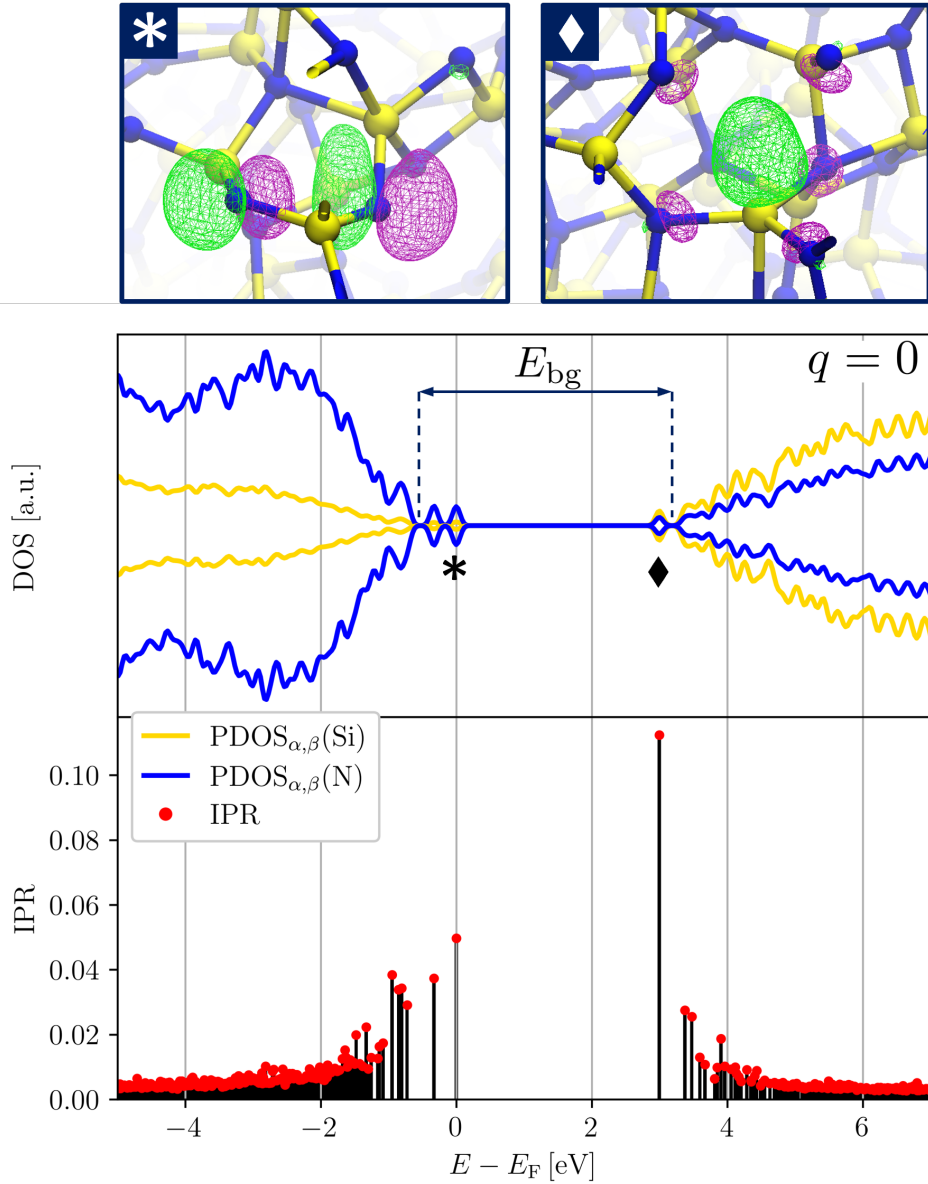 *
♦
E_bg
q = 0
DOS [a.u.]
*
♦
PDOS_α,β(Si)
PDOS_α,β(N)
IPR
0.10
0.08
0.06
0.04
0.02
0.00
IPR
−4 −2 0 2 4 6
E − E_F [eV]